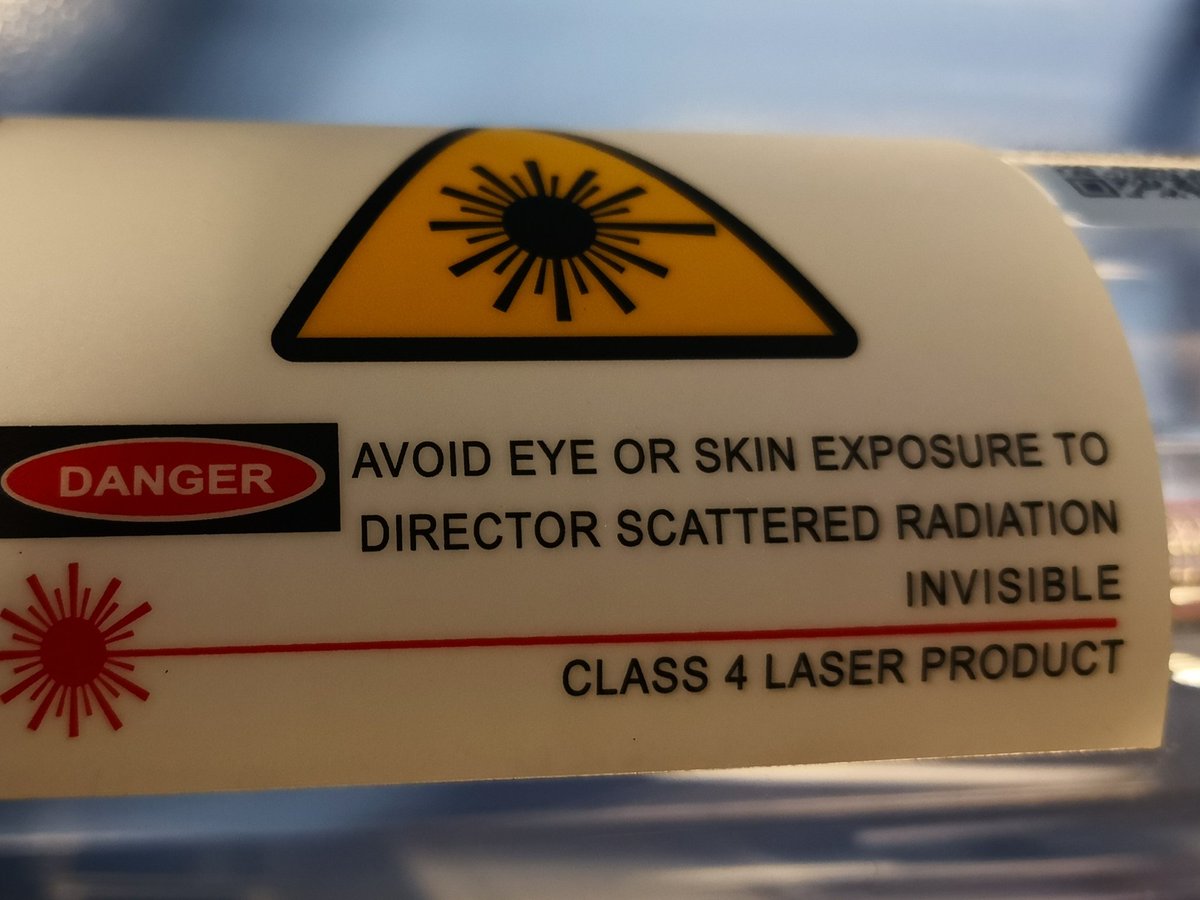 DANGER
AVOID EYE OR SKIN EXPOSURE TO
DIRECTOR SCATTERED RADIATION
INVISIBLE
CLASS 4 LASER PRODUCT